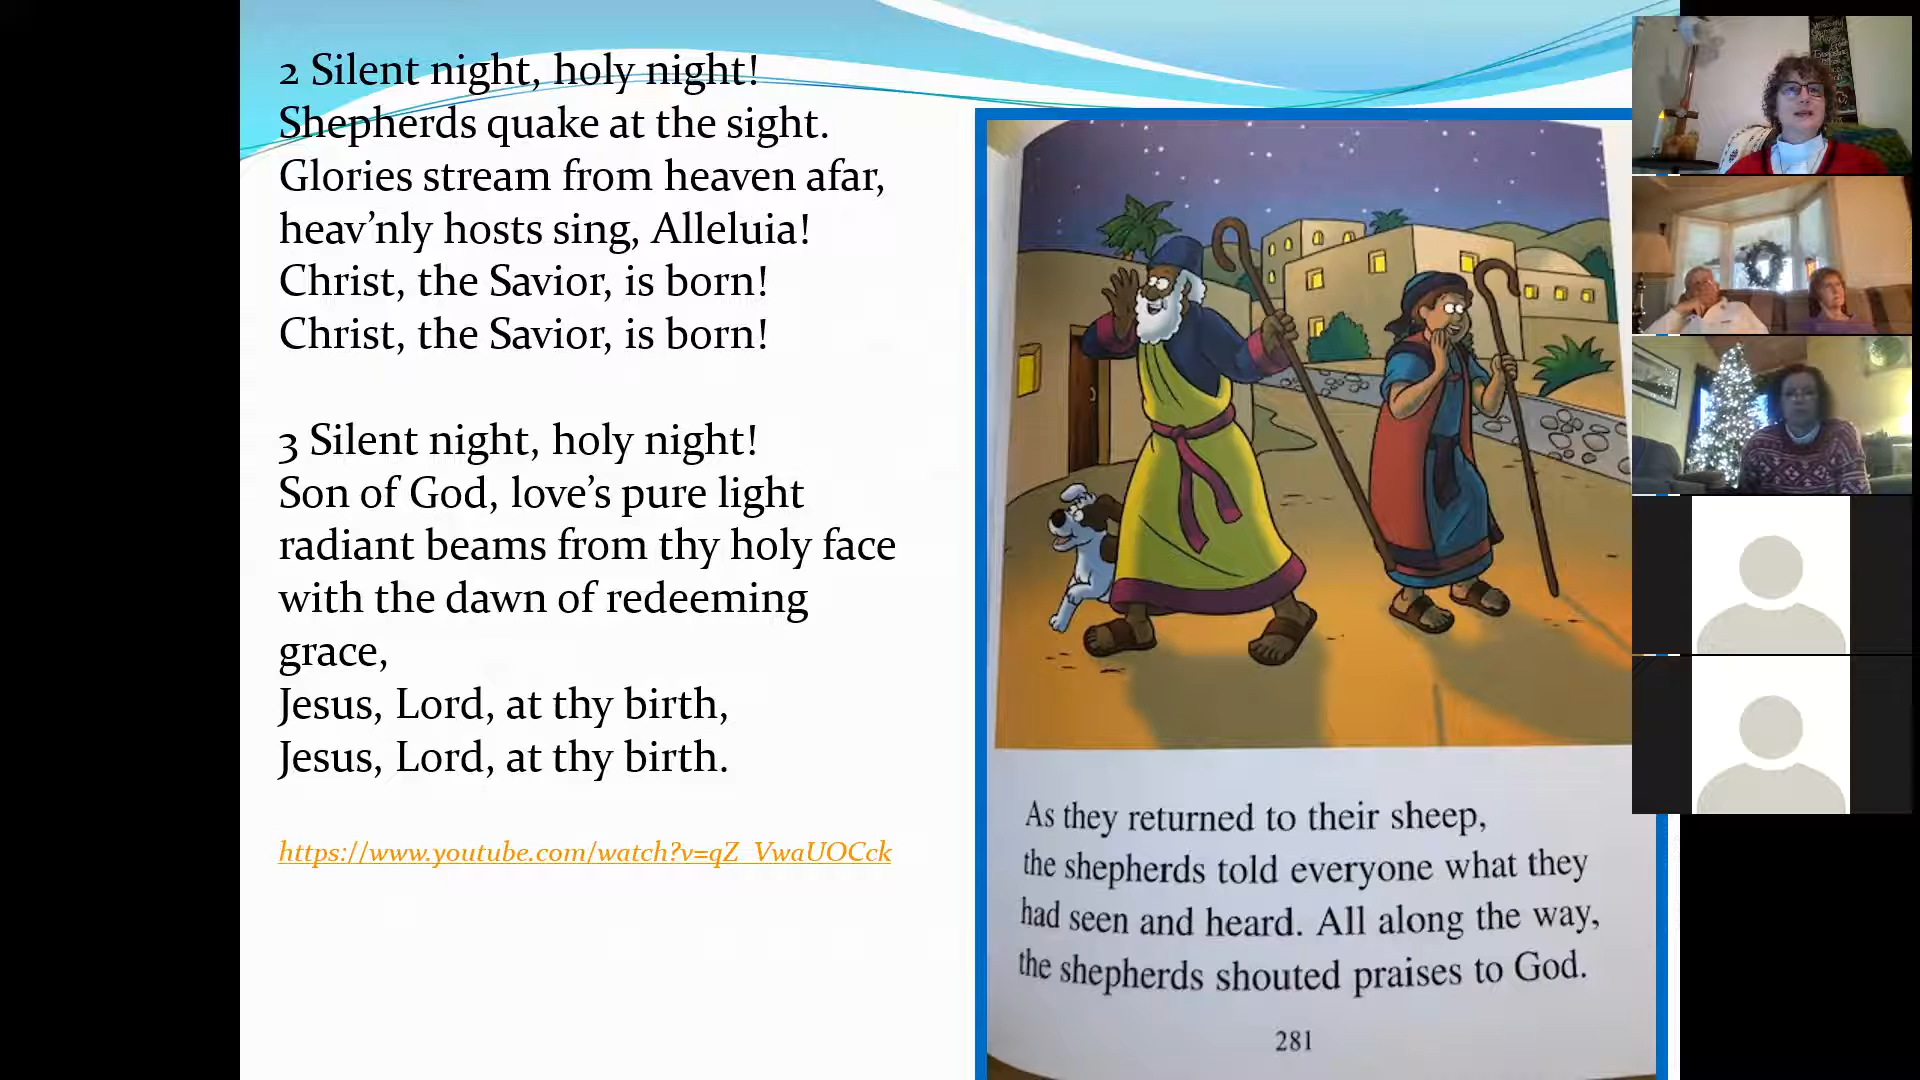 2 Silent night, holy night!
Shepherds quake at the sight.
Glories stream from heaven afar,
heav’nly hosts sing, Alleluia!
Christ, the Savior, is born!
Christ, the Savior, is born!
3 Silent night, holy night!
Son of God, love’s pure light
radiant beams from thy holy face
with the dawn of redeeming
grace,
Jesus, Lord, at thy birth,
Jesus, Lord, at thy birth.
https://www.youtube.com/watch?v=qZ_VwaUOCck
As they returned to their sheep,
the shepherds told everyone what they
had seen and heard. All along the way,
the shepherds shouted praises to God.
281